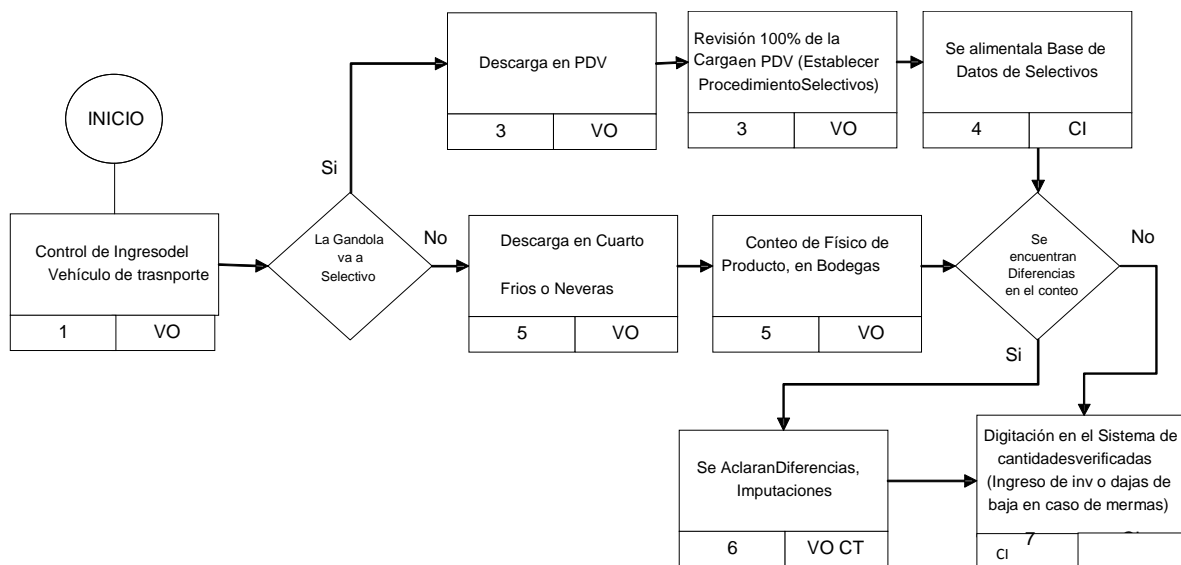 INICIO
Control de Ingresodel
Vehículo de trasnporte
1 VO
La Gandola
va a
Selectivo
Si
No
Descarga en PDV
3 VO
Revisión 100% de la
Cargaen PDV (Establecer
ProcedimientoSelectivos)
3 VO
Se alimentala Base de
Datos de Selectivos
4 CI
Descarga en Cuarto
Frios o Neveras
5 VO
Conteo de Físico de
Producto, en Bodegas
5 VO
Se
encuentran
Diferencias
en el conteo
No
Si
Se AclaranDiferencias,
Imputaciones
6 VO CT
Digitación en el Sistema de
cantidadesverificadas
(Ingreso de inv o dajas de
baja en caso de mermas)
CI 7